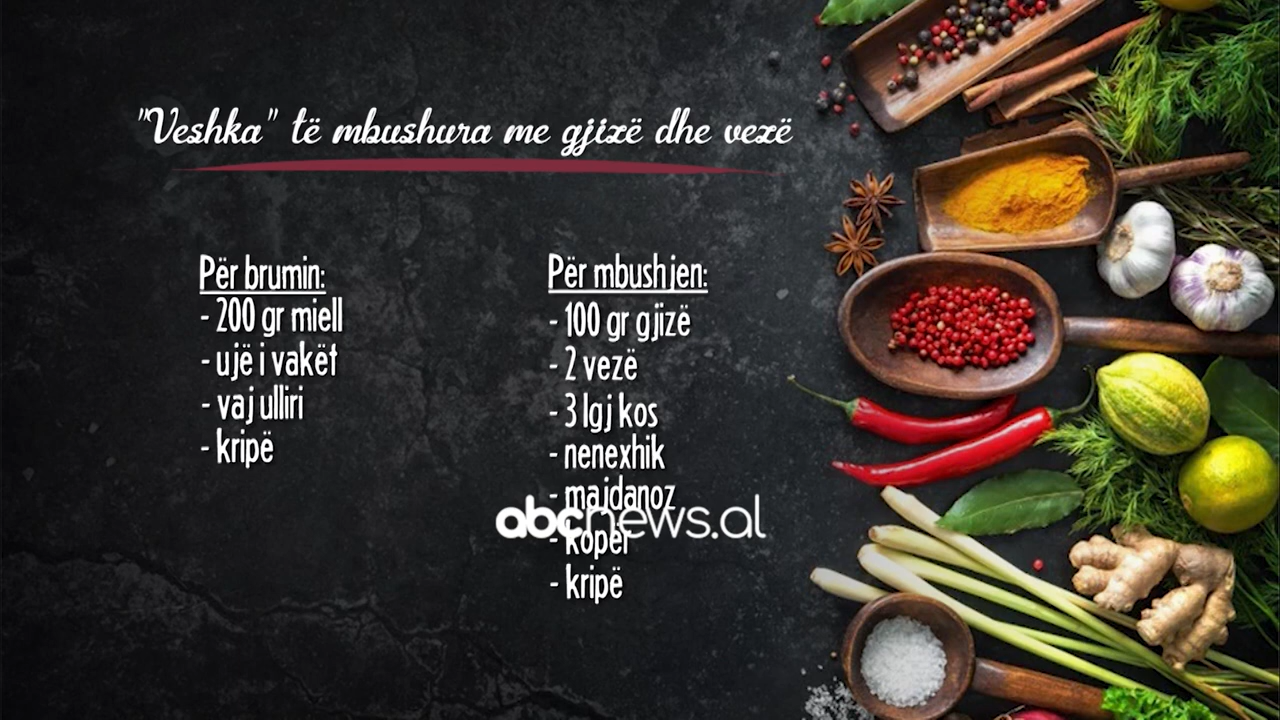 "Veshka" të mbushura me gjizë dhe vezë
Për brumin:
- 200 gr miell
- ujë i vakët
- vaj ulliri
- kripë
Për mbushjen:
- 100 gr gjizë
- 2 vezë
- 3 lgj kos
- nenexhik
- majdanoz
- kopër
- kripë
abcnews.al